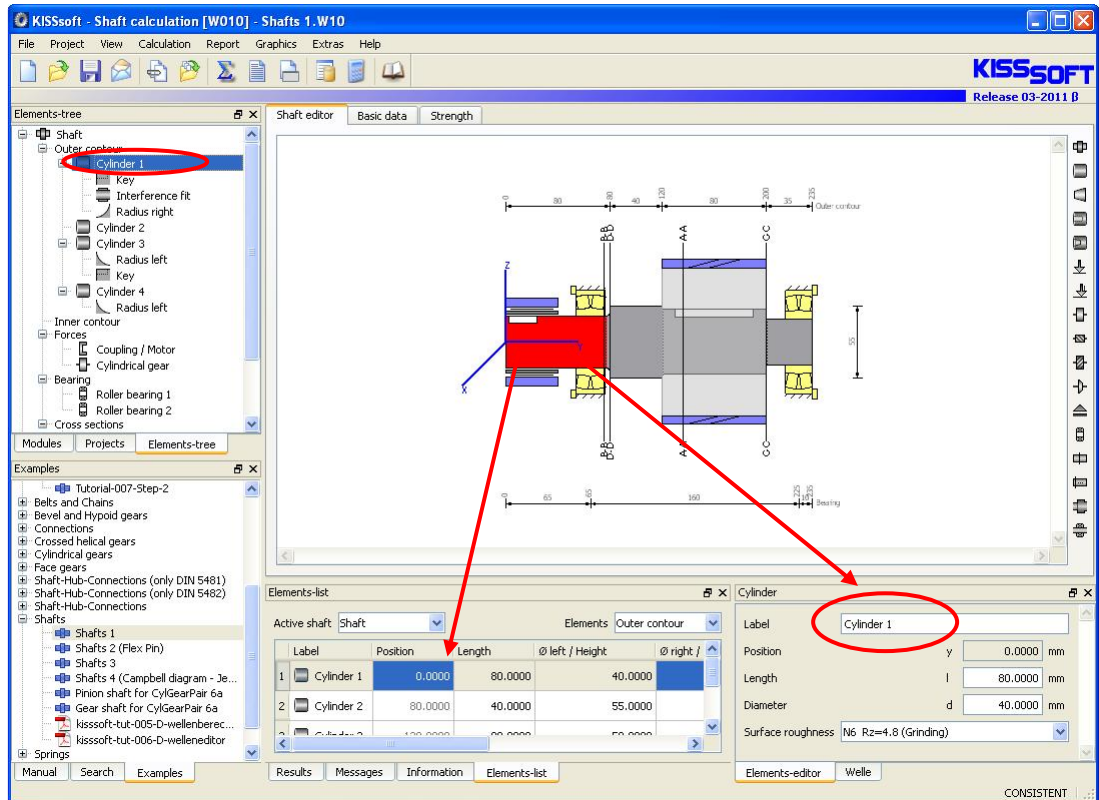 KISSsoft - Shaft calculation [W010] - Shafts 1.W10
File Project View Calculation Report Graphics Extras Help
KISSsoft
Release 03-2011 β
Elements-tree
Shaft
Outer contour
Cylinder 1
Key
Interference fit
Radius right
Cylinder 2
Cylinder 3
Radius left
Key
Cylinder 4
Radius left
Inner contour
Forces
Coupling / Motor
Cylindrical gear
Bearing
Roller bearing 1
Roller bearing 2
Cross sections
Modules Projects Elements-tree
Examples
Tutorial-007-Step-2
Belts and Chains
Bevel and Hypoid gears
Connections
Crossed helical gears
Cylindrical gears
Face gears
Shaft-Hub-Connections (only DIN 5481)
Shaft-Hub-Connections (only DIN 5482)
Shaft-Hub-Connections
Shafts
Shafts 1
Shafts 2 (Flex Pin)
Shafts 3
Shafts 4 (Campbell diagram - Je...
Pinion shaft for CylGearPair 6a
Gear shaft for CylGearPair 6a
kisssoft-tut-005-D-wellenberec...
kisssoft-tut-006-D-welleneditor
Springs
Manual Search Examples
Shaft editor Basic data Strength
0 80 80 40 120 80 200 35 235 Outer contour
B-B D-D A-A C-C
Z
Y
X
55
B-B D-D A-A C-C
0 65 65 160 225 235 Bearing
Elements-list
Active shaft Shaft Elements Outer contour
Label Position Length Ø left / Height Ø right /
1 Cylinder 1 0.0000 80.0000 40.0000
2 Cylinder 2 80.0000 40.0000 55.0000
Results Messages Information Elements-list
Cylinder
Label Cylinder 1
Position y 0.0000 mm
Length l 80.0000 mm
Diameter d 40.0000 mm
Surface roughness N6 Rz=4.8 (Grinding)
Elements-editor Welle
CONSISTENT